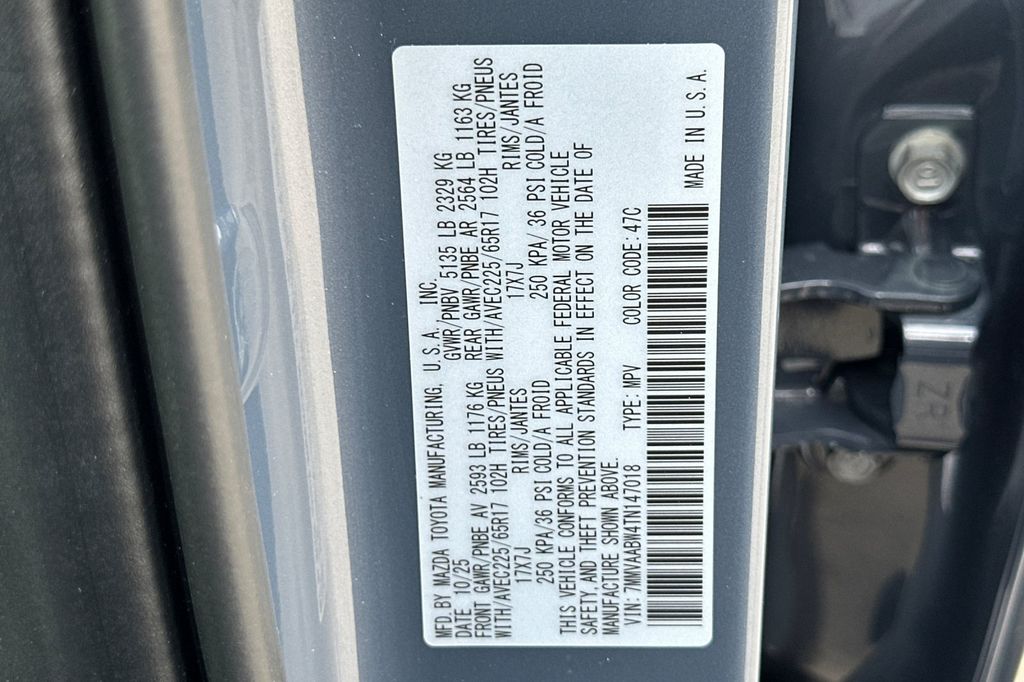 MFD. BY MAZDA TOYOTA MANUFACTURING, U.S.A., INC.
DATE 10/25 GVWR/PNBV 5135 LB 2329 KG
FRONT GAWR/PNBE AV 2593 LB 1176 KG REAR GAWR/PNBE AR 2564 LB 1163 KG
WITH/AVEC225/65R17 102H TIRES/PNEUS WITH/AVEC225/65R17 102H TIRES/PNEUS
17X7J RIMS/JANTES 17X7J RIMS/JANTES
250 KPA/36 PSI COLD/A FROID 250 KPA/ 36 PSI COLD/A FROID
THIS VEHICLE CONFORMS TO ALL APPLICABLE FEDERAL MOTOR VEHICLE
SAFETY, AND THEFT PREVENTION STANDARDS IN EFFECT ON THE DATE OF
MANUFACTURE SHOWN ABOVE.
VIN: 7MMVAABW4TN147018 TYPE: MPV COLOR CODE: 47C
MADE IN U.S.A.
ZR